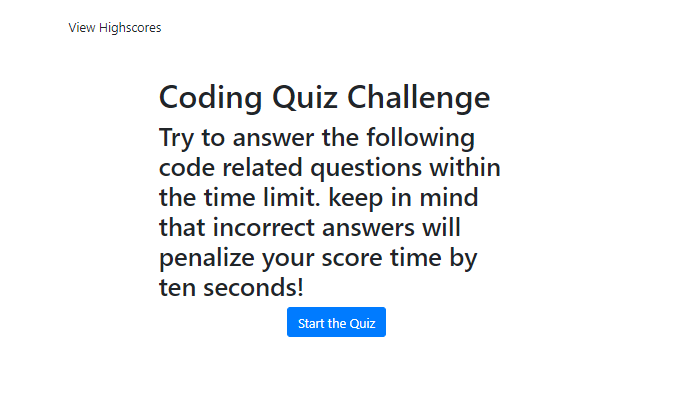 View Highscores
Coding Quiz Challenge
Try to answer the following
code related questions within
the time limit. keep in mind
that incorrect answers will
penalize your score time by
ten seconds!
Start the Quiz